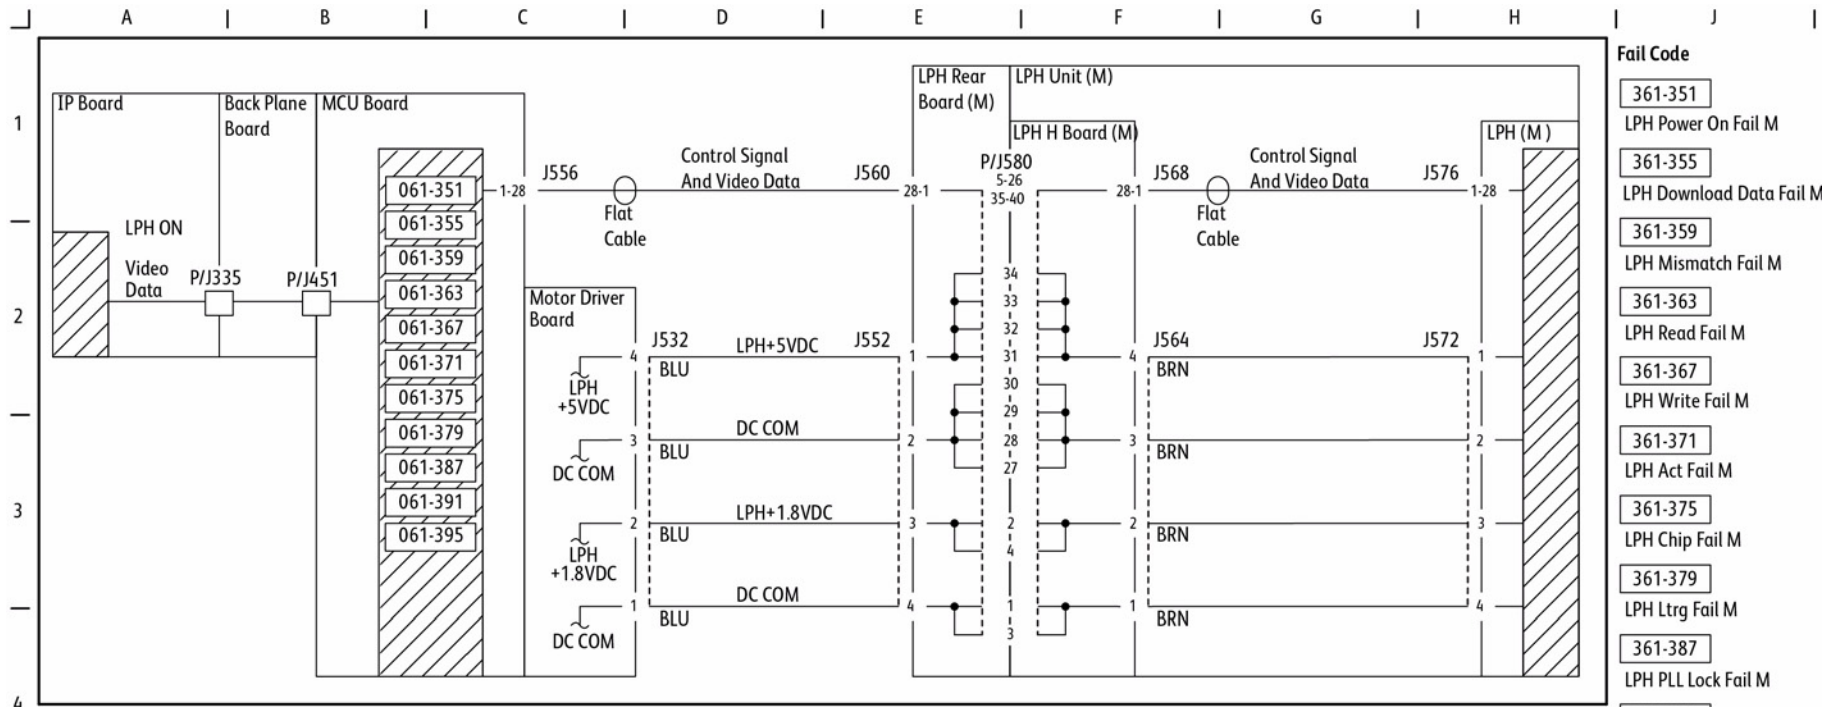 A B C D E F G H J
1
2
3
4
IP Board
Back Plane
Board
MCU Board
LPH ON
Video
Data
P/J335
P/J451
061-351
061-355
061-359
061-363
061-367
061-371
061-375
061-379
061-387
061-391
061-395
1-28
J556
Flat
Cable
Control Signal
And Video Data
J560
28-1
Motor Driver
Board
LPH
+5VDC
4
DC COM
3
LPH
+1.8VDC
2
DC COM
1
J532
BLU
LPH+5VDC
J552
1
BLU
DC COM
2
BLU
LPH+1.8VDC
3
BLU
DC COM
4
LPH Rear
Board (M)
LPH Unit (M)
LPH H Board (M)
P/J580
5-26
35-40
34
33
32
31
30
29
28
27
2
4
1
3
28-1
J568
Flat
Cable
Control Signal
And Video Data
J576
1-28
LPH (M )
4
J564
BRN
J572
1
3
BRN
2
2
BRN
3
1
BRN
4
Fail Code
361-351
LPH Power On Fail M
361-355
LPH Download Data Fail M
361-359
LPH Mismatch Fail M
361-363
LPH Read Fail M
361-367
LPH Write Fail M
361-371
LPH Act Fail M
361-375
LPH Chip Fail M
361-379
LPH Ltrg Fail M
361-387
LPH PLL Lock Fail M